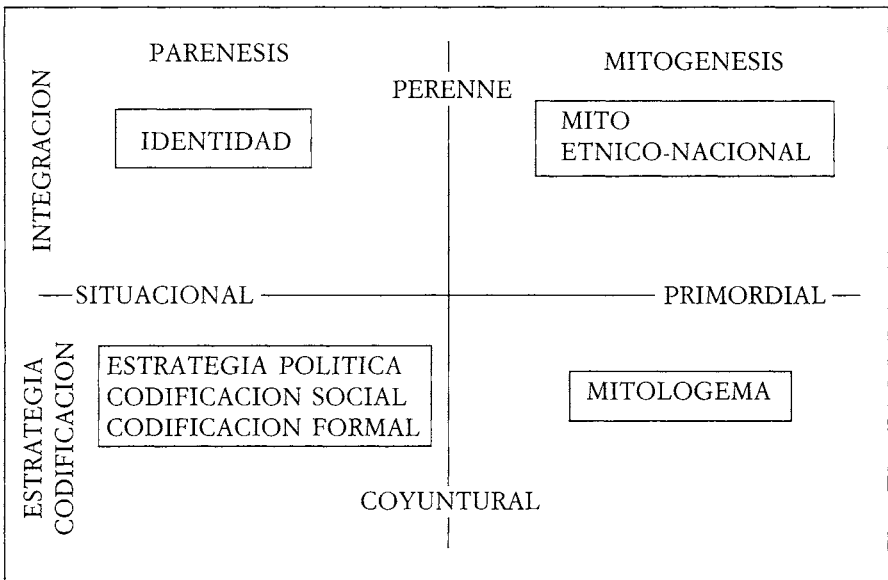 PARENESIS
MITOGENESIS
PERENNE
INTEGRACION
IDENTIDAD
MITO
ETNICO-NACIONAL
SITUACIONAL
PRIMORDIAL
ESTRATEGIA
CODIFICACION
ESTRATEGIA POLITICA
CODIFICACION SOCIAL
CODIFICACION FORMAL
MITOLOGEMA
COYUNTURAL